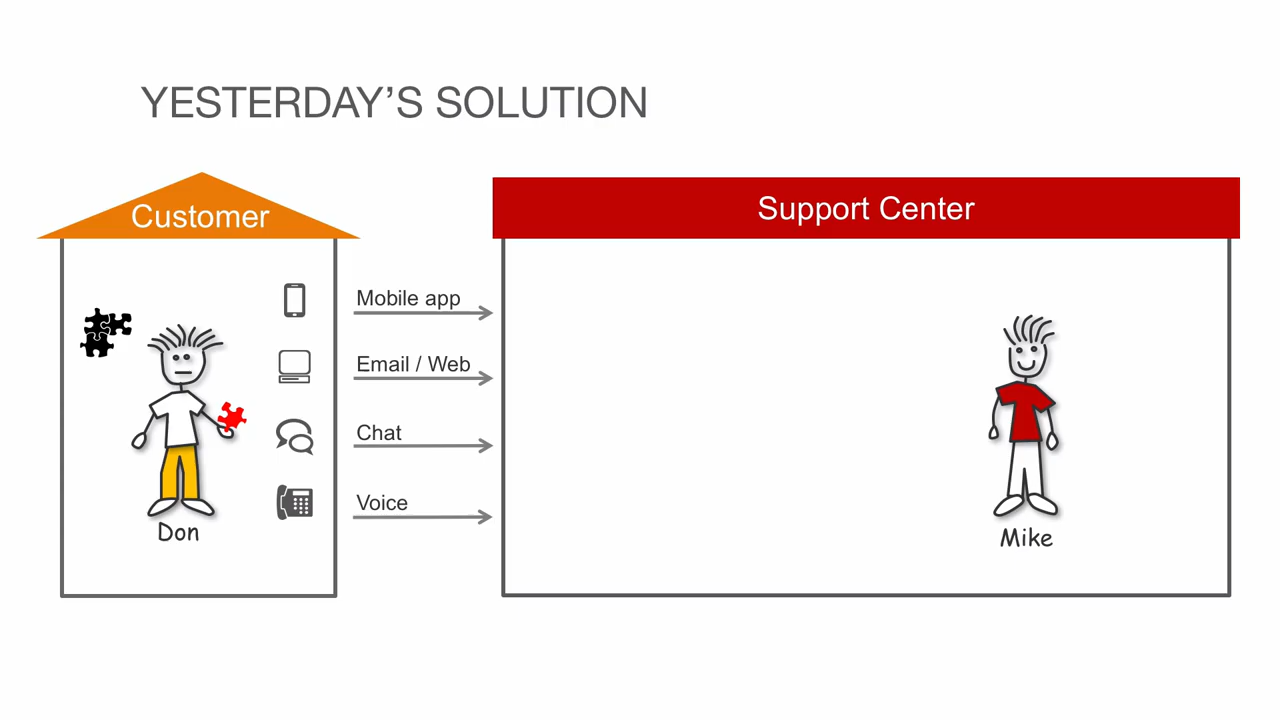 YESTERDAY’S SOLUTION
Customer
Support Center
Mobile app
Email / Web
Chat
Voice
Don
Mike